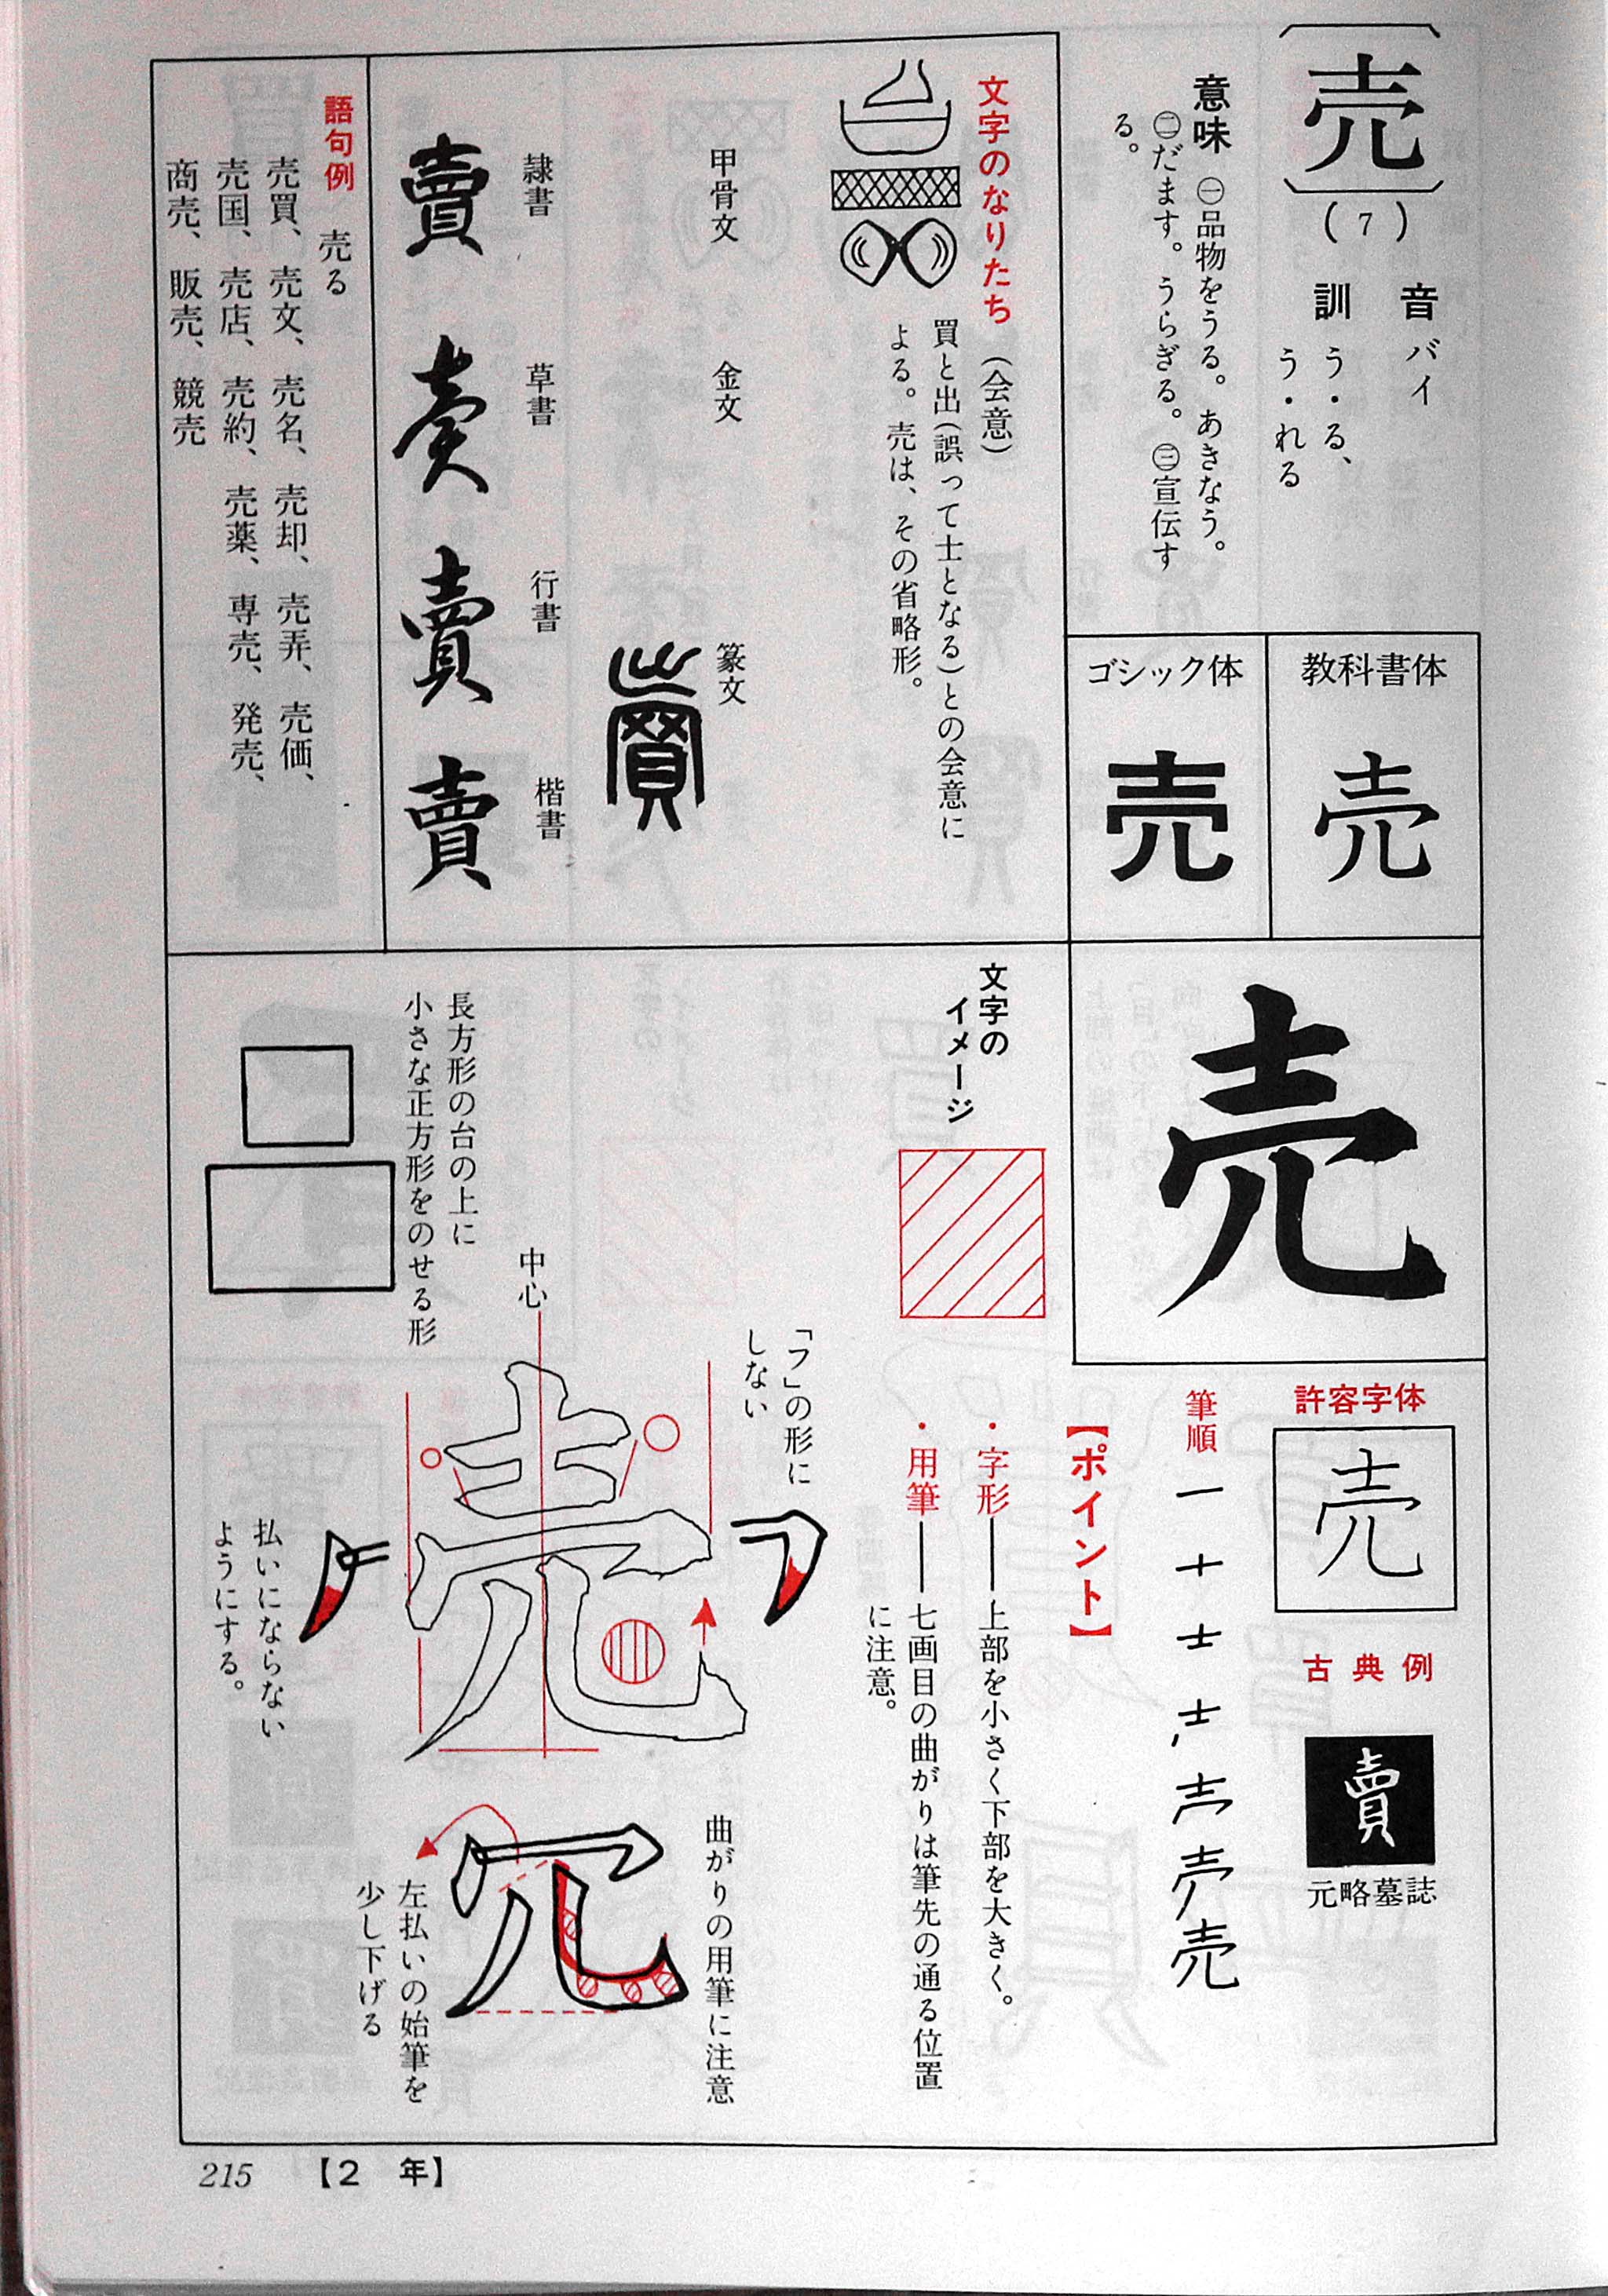 売
(7)
音 バイ
訓 う・る、
う・れる
意味 ㊀品物をうる。あきなう。
㊁だます。うらぎる。㊂宣伝す
る。
教科書体
売
ゴシック体
売
文字のなりたち
(会意)
買と出(誤って士となる)との会意に
よる。売は、その省略形。
甲骨文
金文
篆文
隷書
賣
草書
賣
行書
賣
楷書
賣
語句例 売る
売買、売文、売名、売却、売弄、売価、
売国、売店、売約、売薬、専売、発売、
商売、販売、競売
売
許容字体
売
古典例
賣
元略墓誌
筆順
一 十 士 声 売 売
【ポイント】
・字形――上部を小さく下部を大きく。
・用筆――七画目の曲がりは筆先の通る位置
に注意。
文字の
イメージ
「フ」の形に
しない
中心
長方形の台の上に
小さな正方形をのせる形
払いにならない
ようにする。
曲がりの用筆に注意
左払いの始筆を
少し下げる
215 【2 年】